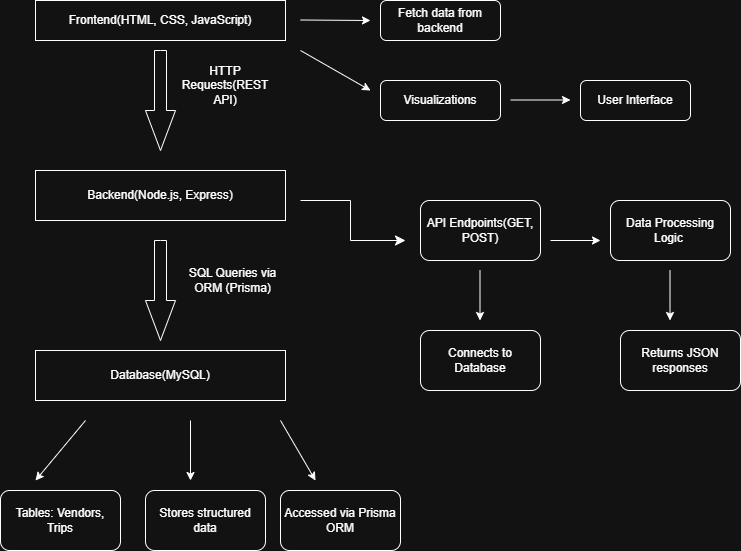 Frontend(HTML, CSS, JavaScript)
Fetch data from
backend
HTTP
Requests(REST
API)
Visualizations
User Interface
Backend(Node.js, Express)
API Endpoints(GET,
POST)
Data Processing
Logic
SQL Queries via
ORM (Prisma)
Connects to
Database
Returns JSON
responses
Database(MySQL)
Tables: Vendors,
Trips
Stores structured
data
Accessed via Prisma
ORM